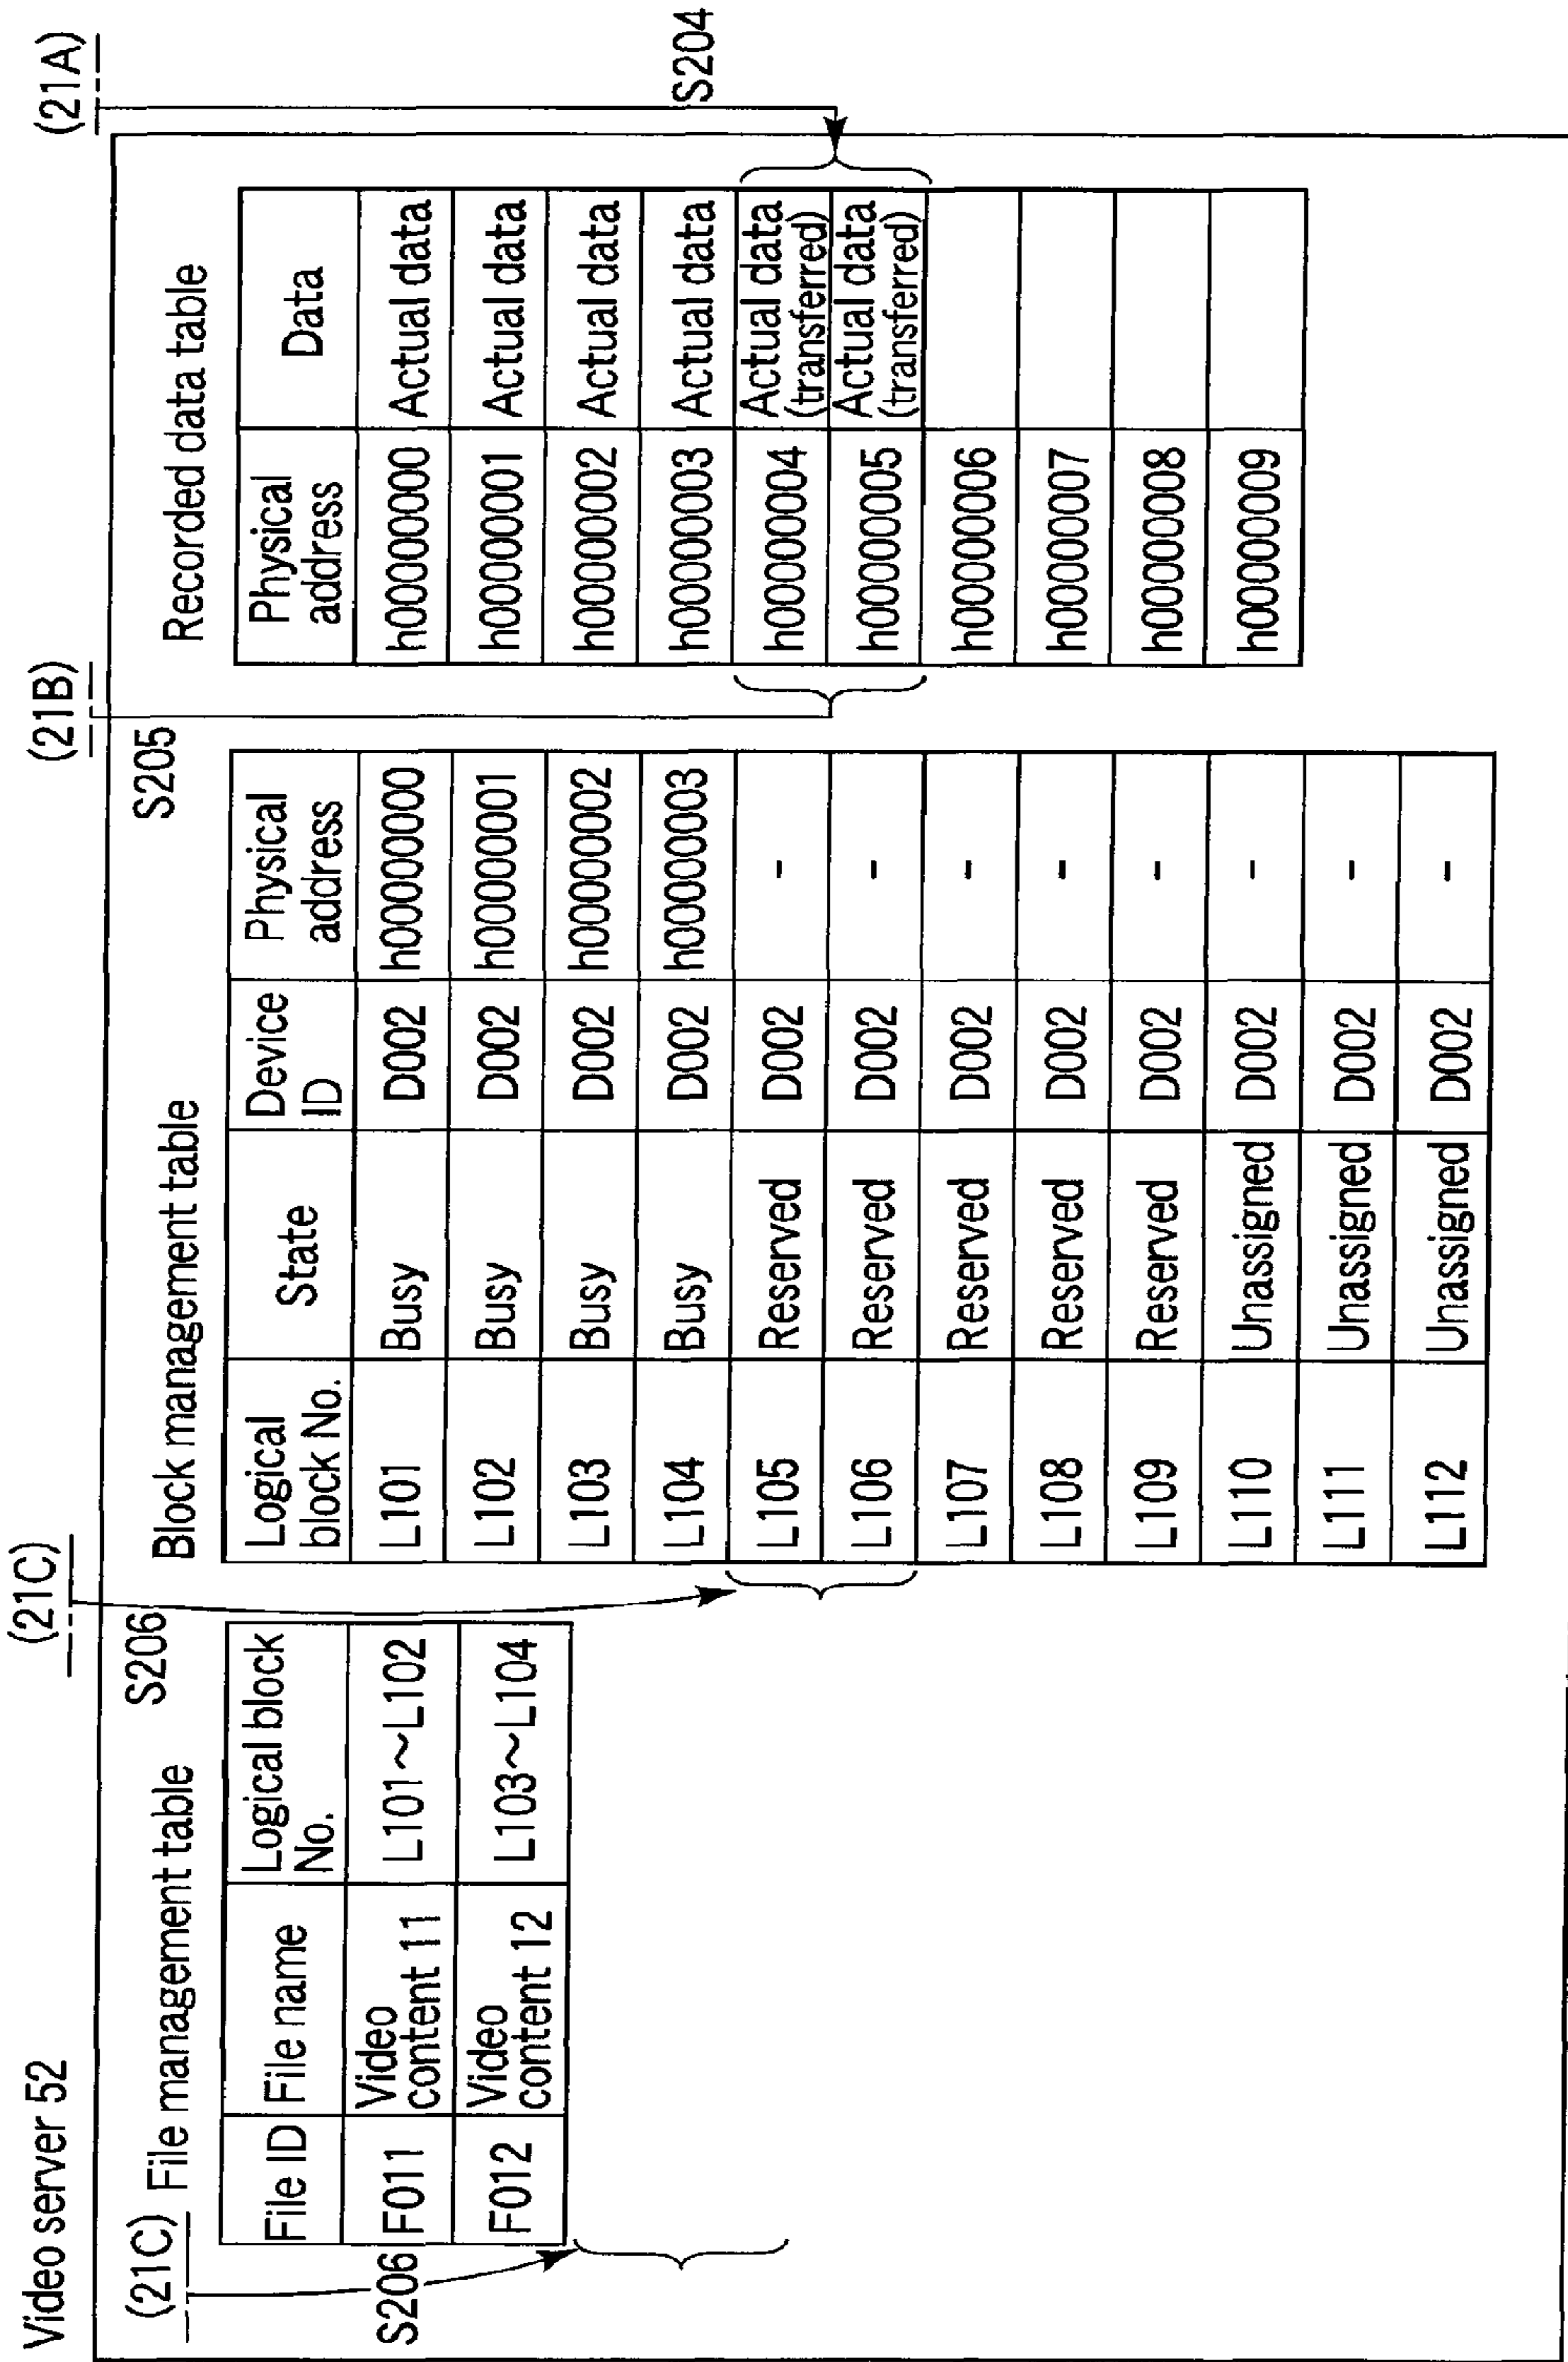 Video server 52
(21C)
(21B)
(21A)
(21C) File management table
S206
File ID
File name
Logical block
No.
F011
Video
content 11
L101~L102
F012
Video
content 12
L103~L104
S206
Block management table
S205
Logical
block No.
State
Device
ID
Physical
address
L101 Busy D002 h00000000
L102 Busy D002 h00000001
L103 Busy D002 h00000002
L104 Busy D002 h00000003
L105 Reserved D002 -
L106 Reserved D002 -
L107 Reserved D002 -
L108 Reserved D002 -
L109 Reserved D002 -
L110 Unassigned D002 -
L111 Unassigned D002 -
L112 Unassigned D002 -
Recorded data table
Physical
address
Data
h00000000 Actual data
h00000001 Actual data
h00000002 Actual data
h00000003 Actual data
h00000004 Actual data
(transferred)
h00000005 Actual data
(transferred)
h00000006
h00000007
h00000008
h00000009
S204